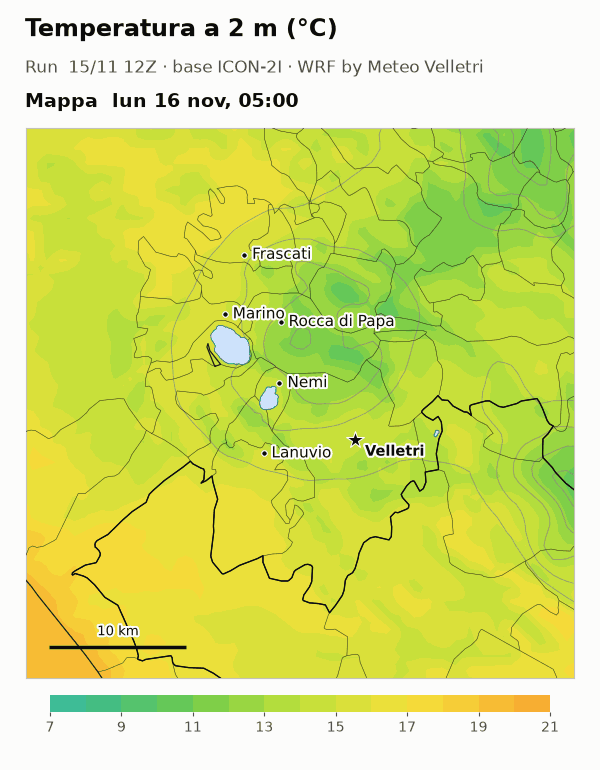 Temperatura a 2 m (°C)
Run  15/11 12Z · base ICON-2I · WRF by Meteo Velletri
Mappa  lun 16 nov, 05:00
Frascati
Marino
Rocca di Papa
Nemi
Velletri
Lanuvio
10 km
7 9 11 13 15 17 19 21